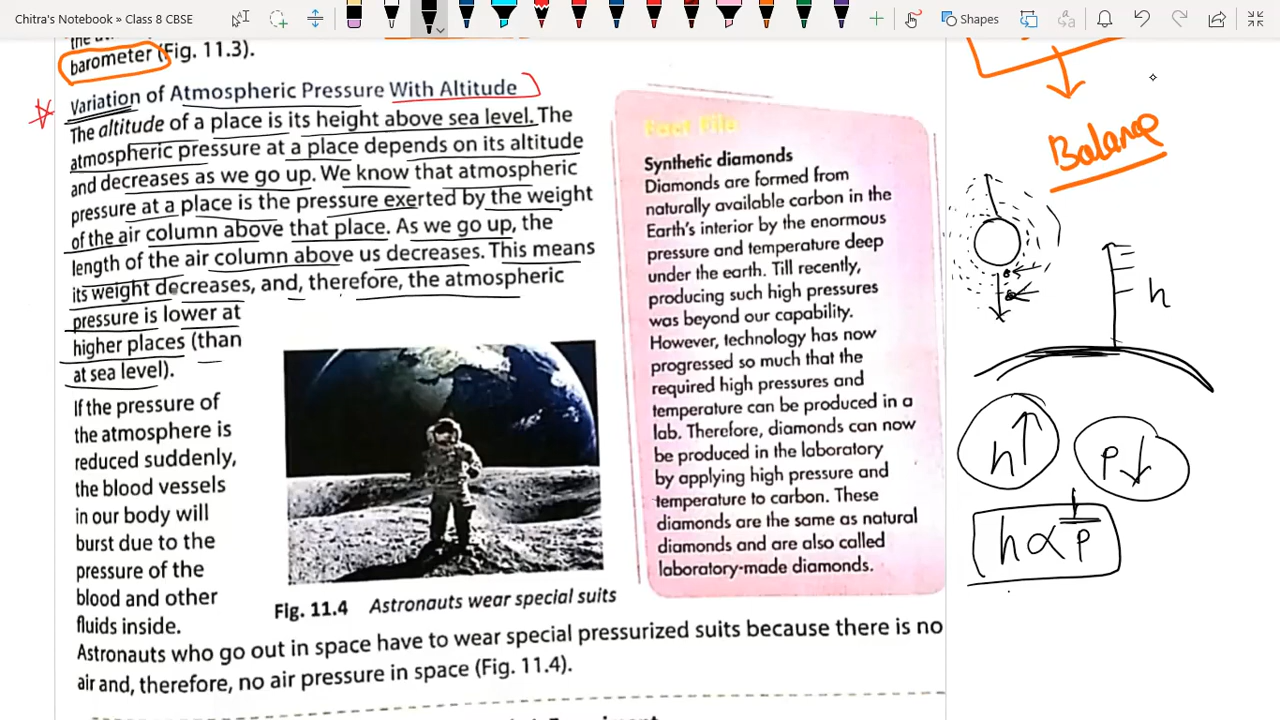 Chitra's Notebook » Class 8 CBSE
Shapes
barometer (Fig. 11.3).
Variation of Atmospheric Pressure With Altitude
The altitude of a place is its height above sea level. The
atmospheric pressure at a place depends on its altitude
and decreases as we go up. We know that atmospheric
pressure at a place is the pressure exerted by the weight
of the air column above that place. As we go up, the
length of the air column above us decreases. This means
its weight decreases, and, therefore, the atmospheric
pressure is lower at
higher places (than
at sea level).
If the pressure of
the atmosphere is
reduced suddenly,
the blood vessels
in our body will
burst due to the
pressure of the
blood and other
fluids inside.
Fig. 11.4 Astronauts wear special suits
Astronauts who go out in space have to wear special pressurized suits because there is no
air and, therefore, no air pressure in space (Fig. 11.4).
Fact File
Synthetic diamonds
Diamonds are formed from
naturally available carbon in the
Earth's interior by the enormous
pressure and temperature deep
under the earth. Till recently,
producing such high pressures
was beyond our capability.
However, technology has now
progressed so much that the
required high pressures and
temperature can be produced in a
lab. Therefore, diamonds can now
be produced in the laboratory
by applying high pressure and
temperature to carbon. These
diamonds are the same as natural
diamonds and are also called
laboratory-made diamonds.
Balance
h
h↑ P↓
h ∝ 1/P